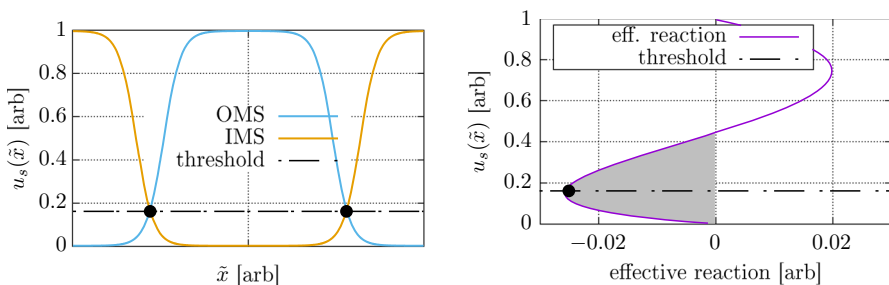 u_s(x̃) [arb]
1
0.8
0.6
0.4
0.2
0
OMS
IMS
threshold
x̃ [arb]
u_s(x̃) [arb]
1
0.8
0.6
0.4
0.2
0
eff. reaction
threshold
−0.02 0 0.02
effective reaction [arb]